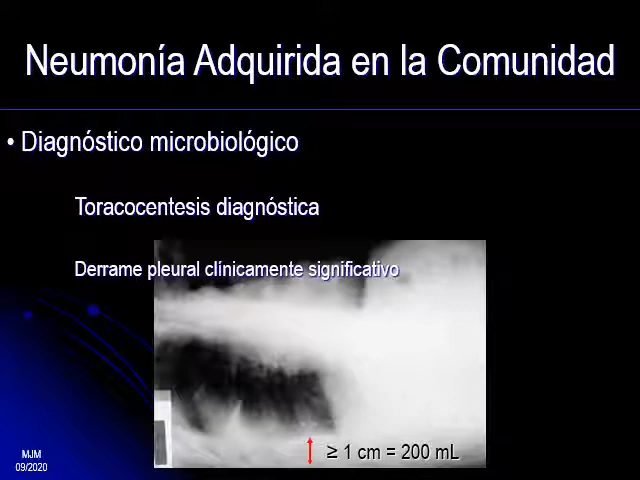 Neumonía Adquirida en la Comunidad
• Diagnóstico microbiológico
Toracocentesis diagnóstica
Derrame pleural clínicamente significativo
≥ 1 cm = 200 mL
MJM
09/2020